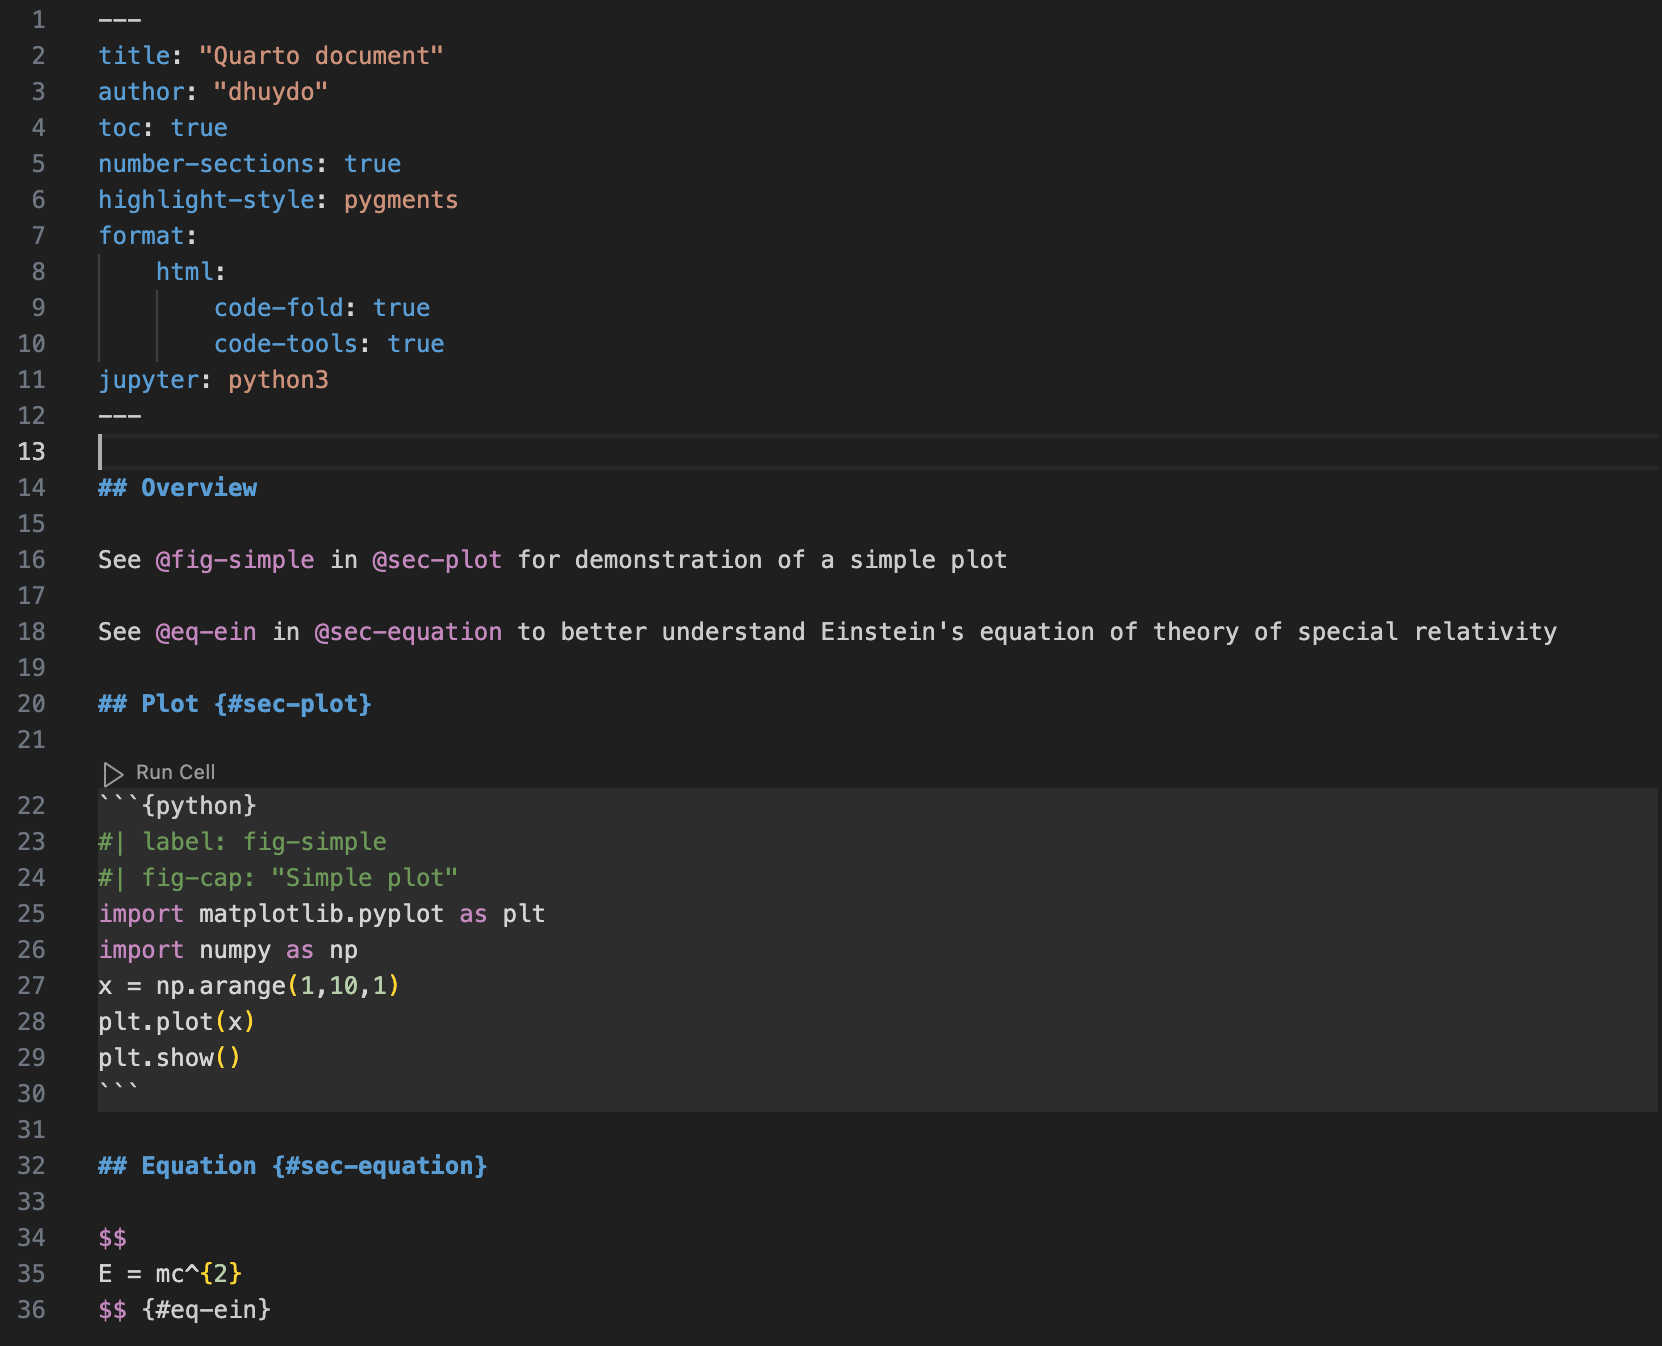 1 ---
2 title: "Quarto document"
3 author: "dhuydo"
4 toc: true
5 number-sections: true
6 highlight-style: pygments
7 format:
8     html:
9         code-fold: true
10         code-tools: true
11 jupyter: python3
12 ---
13
14 ## Overview
15
16 See @fig-simple in @sec-plot for demonstration of a simple plot
17
18 See @eq-ein in @sec-equation to better understand Einstein's equation of theory of special relativity
19
20 ## Plot {#sec-plot}
21
Run Cell
22 ```{python}
23 #| label: fig-simple
24 #| fig-cap: "Simple plot"
25 import matplotlib.pyplot as plt
26 import numpy as np
27 x = np.arange(1,10,1)
28 plt.plot(x)
29 plt.show()
30 ```
31
32 ## Equation {#sec-equation}
33
34 $$
35 E = mc^{2}
36 $$ {#eq-ein}